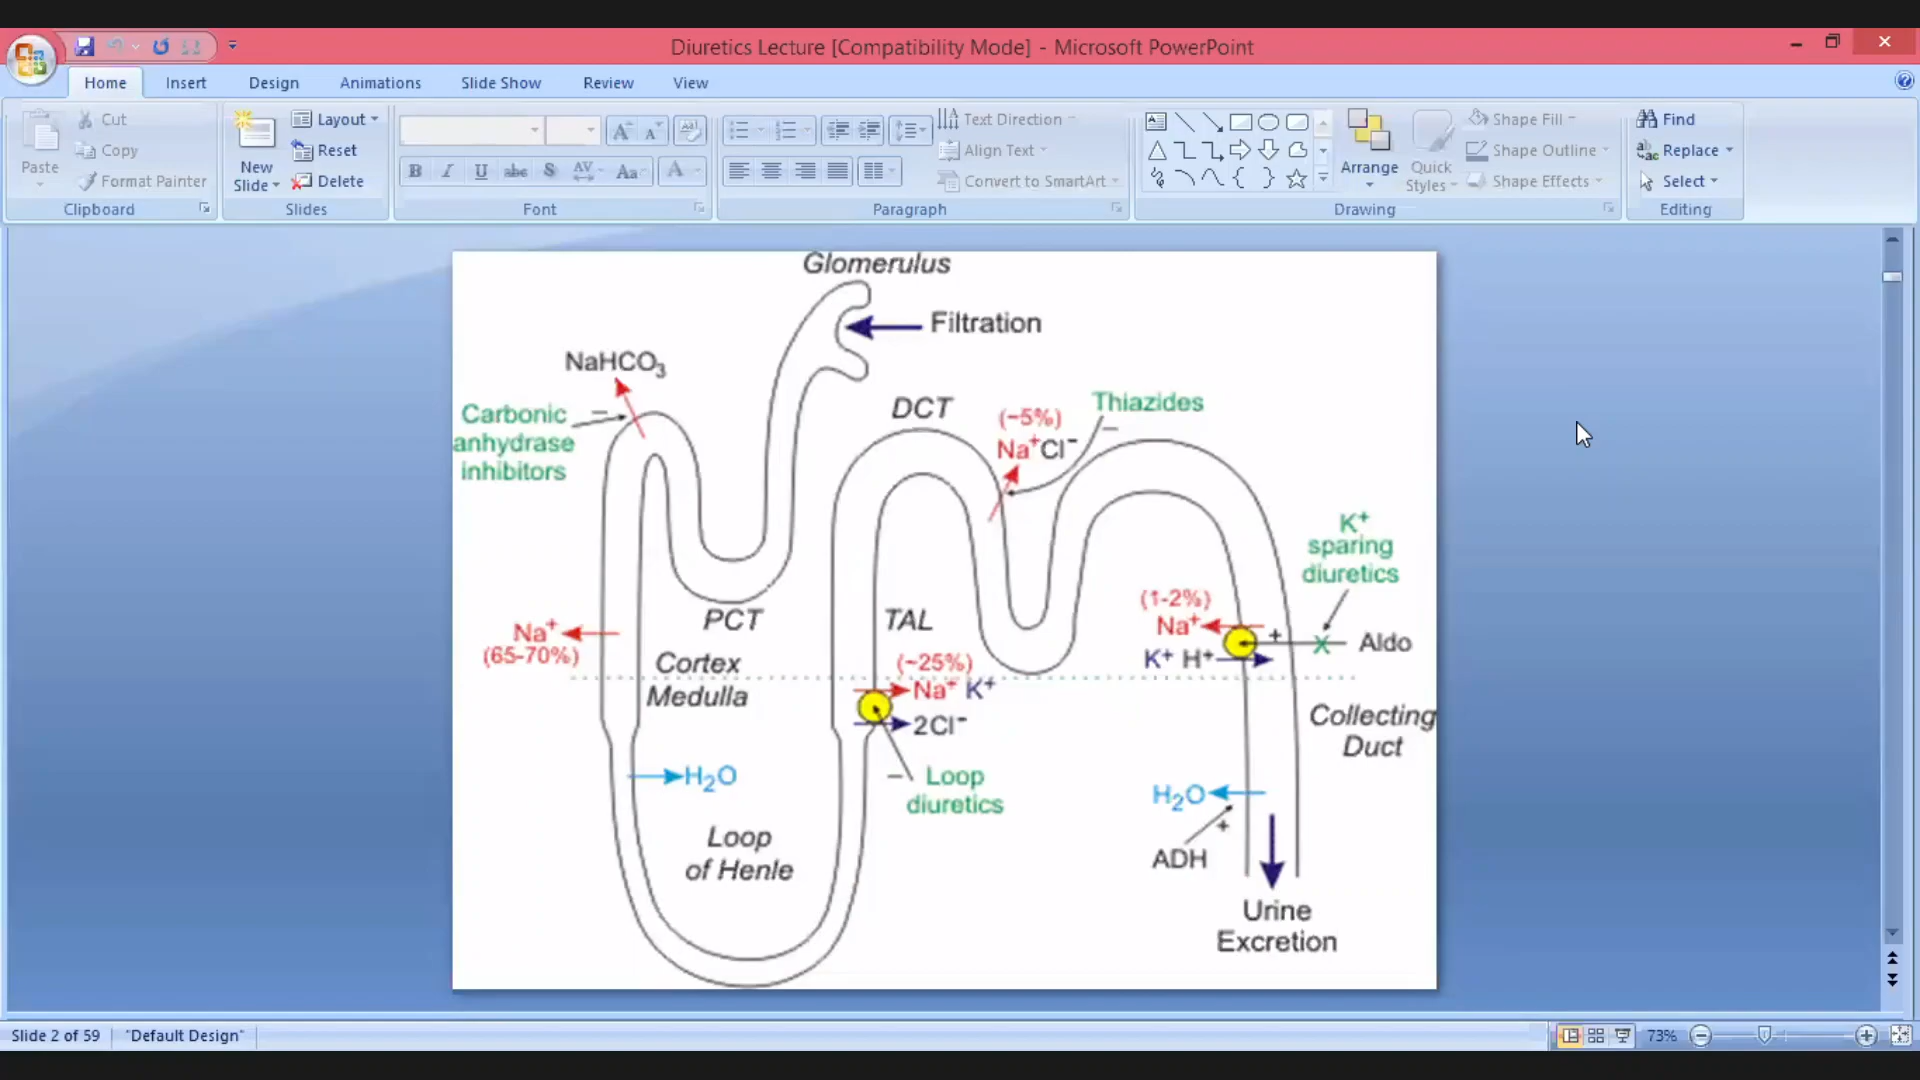 Diuretics Lecture [Compatibility Mode] - Microsoft PowerPoint
Home Insert Design Animations Slide Show Review View
Paste
Cut
Copy
Format Painter
Clipboard
New
Slide
Layout
Reset
Delete
Slides
B I U abc S AV Aa A
Font
Text Direction
Align Text
Convert to SmartArt
Paragraph
Arrange
Quick
Styles
Shape Fill
Shape Outline
Shape Effects
Drawing
Find
Replace
Select
Editing
Glomerulus
Filtration
NaHCO₃
Carbonic
anhydrase
inhibitors
−
DCT
(~5%)
Na⁺Cl⁻
Thiazides
−
K⁺
sparing
diuretics
(1-2%)
Na⁺
K⁺ H⁺
+
X
Aldo
Na⁺
(65-70%)
PCT
Cortex
Medulla
TAL
(~25%)
Na⁺ K⁺
2Cl⁻
− Loop
diuretics
H₂O
Loop
of Henle
Collecting
Duct
H₂O
+
ADH
Urine
Excretion
Slide 2 of 59 "Default Design" 73%